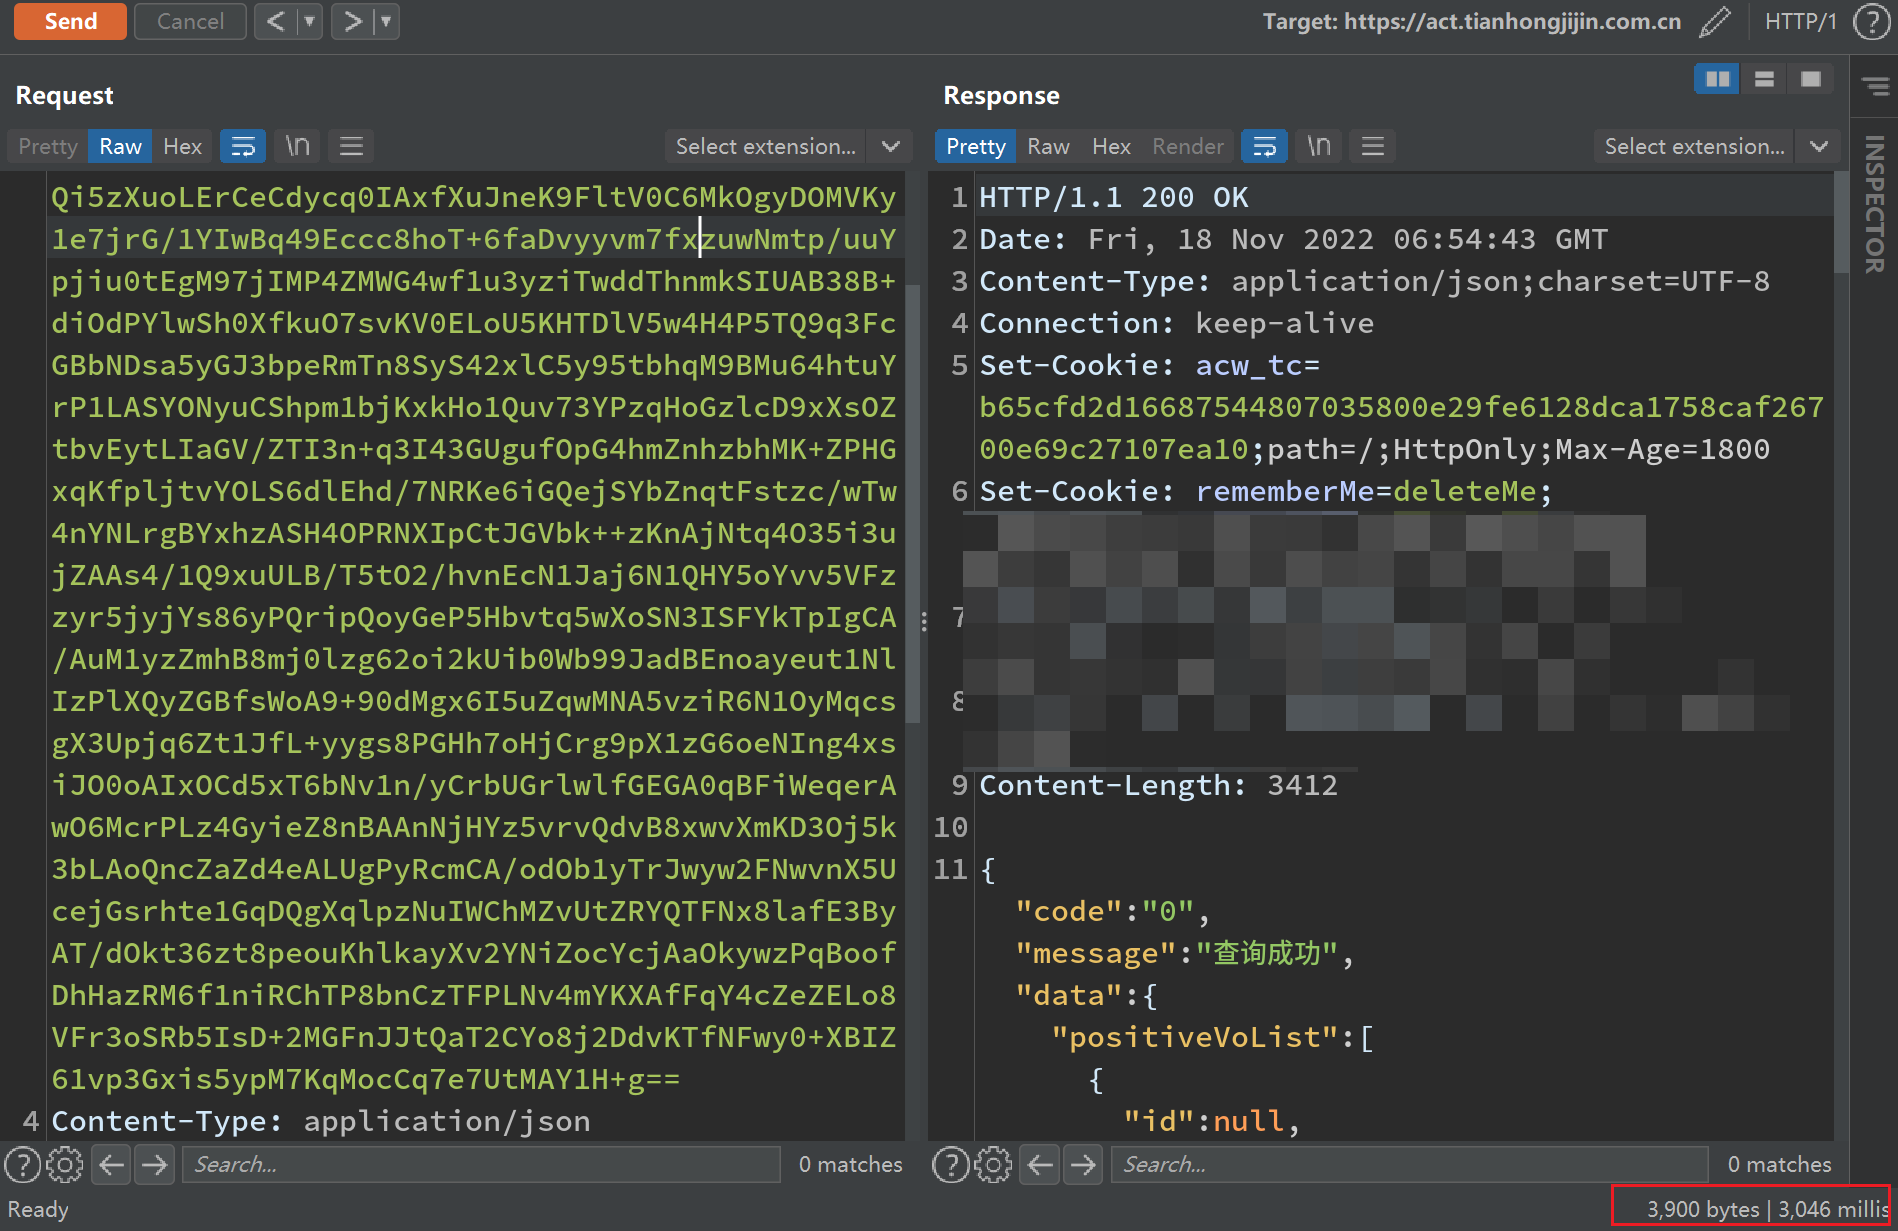 Send
Cancel
Target: https://act.tianhongjijin.com.cn
HTTP/1
Request
Pretty Raw Hex \n
Select extension...
Qi5zXuoLErCeCdycq0IAxfXuJneK9FltV0C6MkOgyDOMVKy
1e7jrG/1YIwBq49Eccc8hoT+6faDvyyvm7fxzuwNmtp/uuY
pjiu0tEgM97jIMP4ZMWG4wf1u3yziTwddThnmkSIUAB38B+
diOdPYlwSh0XfkuO7svKV0ELoU5KHTDlV5w4H4P5TQ9q3Fc
GBbNDsa5yGJ3bpeRmTn8SyS42xlC5y95tbhqM9BMu64htuY
rP1LASYONyuCShpm1bjKxkHo1Quv73YPzqHoGzlcD9xXsOZ
tbvEytLIaGV/ZTI3n+q3I43GUgufOpG4hmZnhzbhMK+ZPHG
xqKfpljtvYOLS6dlEhd/7NRKe6iGQejSYbZnqtFstzc/wTw
4nYNLrgBYxhzASH4OPRNXIpCtJGVbk++zKnAjNtq4O35i3u
jZAAs4/1Q9xuULB/T5tO2/hvnEcN1Jaj6N1QHY5oYvv5VFz
zyr5jyjYs86yPQripQoyGeP5Hbvtq5wXoSN3ISFYkTpIgCA
/AuM1yzZmhB8mj0lzg62oi2kUib0Wb99JadBEnoayeut1Nl
IzPlXQyZGBfsWoA9+90dMgx6I5uZqwMNA5vziR6N1OyMqcs
gX3Upjq6Zt1JfL+yygs8PGHh7oHjCrg9pX1zG6oeNIng4xs
iJO0oAIxOCd5xT6bNv1n/yCrbUGrlwlfGEGA0qBFiWeqerA
wO6McrPLz4GyieZ8nBAAnNjHYz5vrvQdvB8xwvXmKD3Oj5k
3bLAoQncZaZd4eALUgPyRcmCA/odOb1yTrJwyw2FNwvnX5U
cejGsrhte1GqDQgXqlpzNuIWChMZvUtZRYQTFNx8lafE3By
AT/dOkt36zt8peouKhlkayXv2YNiZocYcjAaOkywzPqBoof
DhHazRM6f1niRChTP8bnCzTFPLNv4mYKXAfFqY4cZeZELo8
VFr3oSRb5IsD+2MGFnJJtQaT2CYo8j2DdvKTfNFwy0+XBIZ
61vp3Gxis5ypM7KqMocCq7e7UtMAY1H+g==
4 Content-Type: application/json
Search...
0 matches
Ready
Response
Pretty Raw Hex Render \n
Select extension...
INSPECTOR
1 HTTP/1.1 200 OK
2 Date: Fri, 18 Nov 2022 06:54:43 GMT
3 Content-Type: application/json;charset=UTF-8
4 Connection: keep-alive
5 Set-Cookie: acw_tc=
b65cfd2d16687544807035800e29fe6128dca1758caf267
00e69c27107ea10;path=/;HttpOnly;Max-Age=1800
6 Set-Cookie: rememberMe=deleteMe;
7
8
9 Content-Length: 3412
10
11 {
"code":"0",
"message":"查询成功",
"data":{
"positiveVoList":[
{
"id":null,
Search...
0 matches
3,900 bytes | 3,046 millis